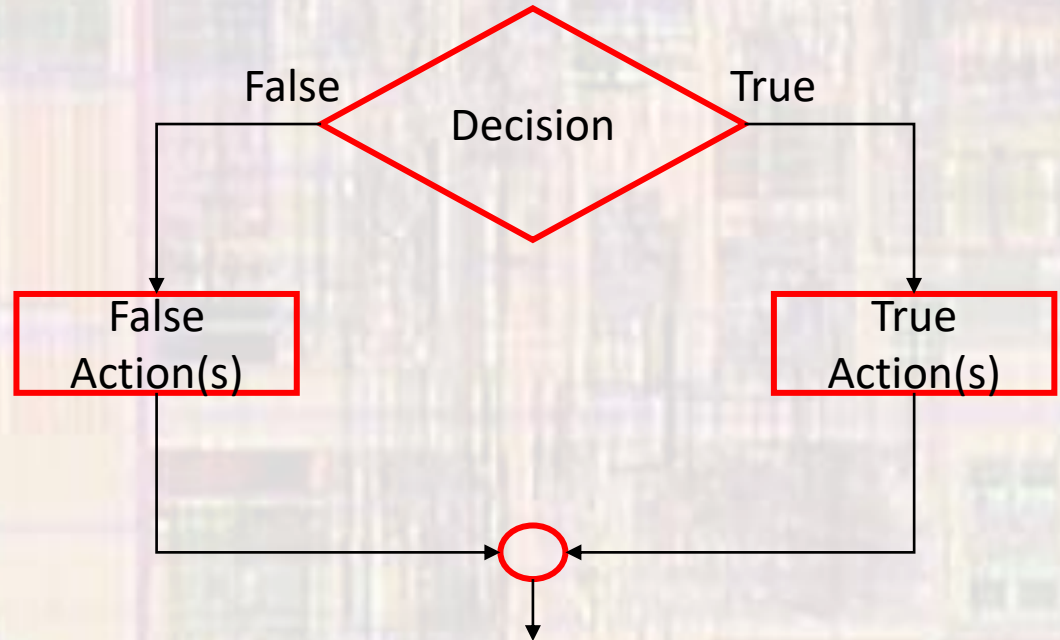 False
True
Decision
False
Action(s)
True
Action(s)